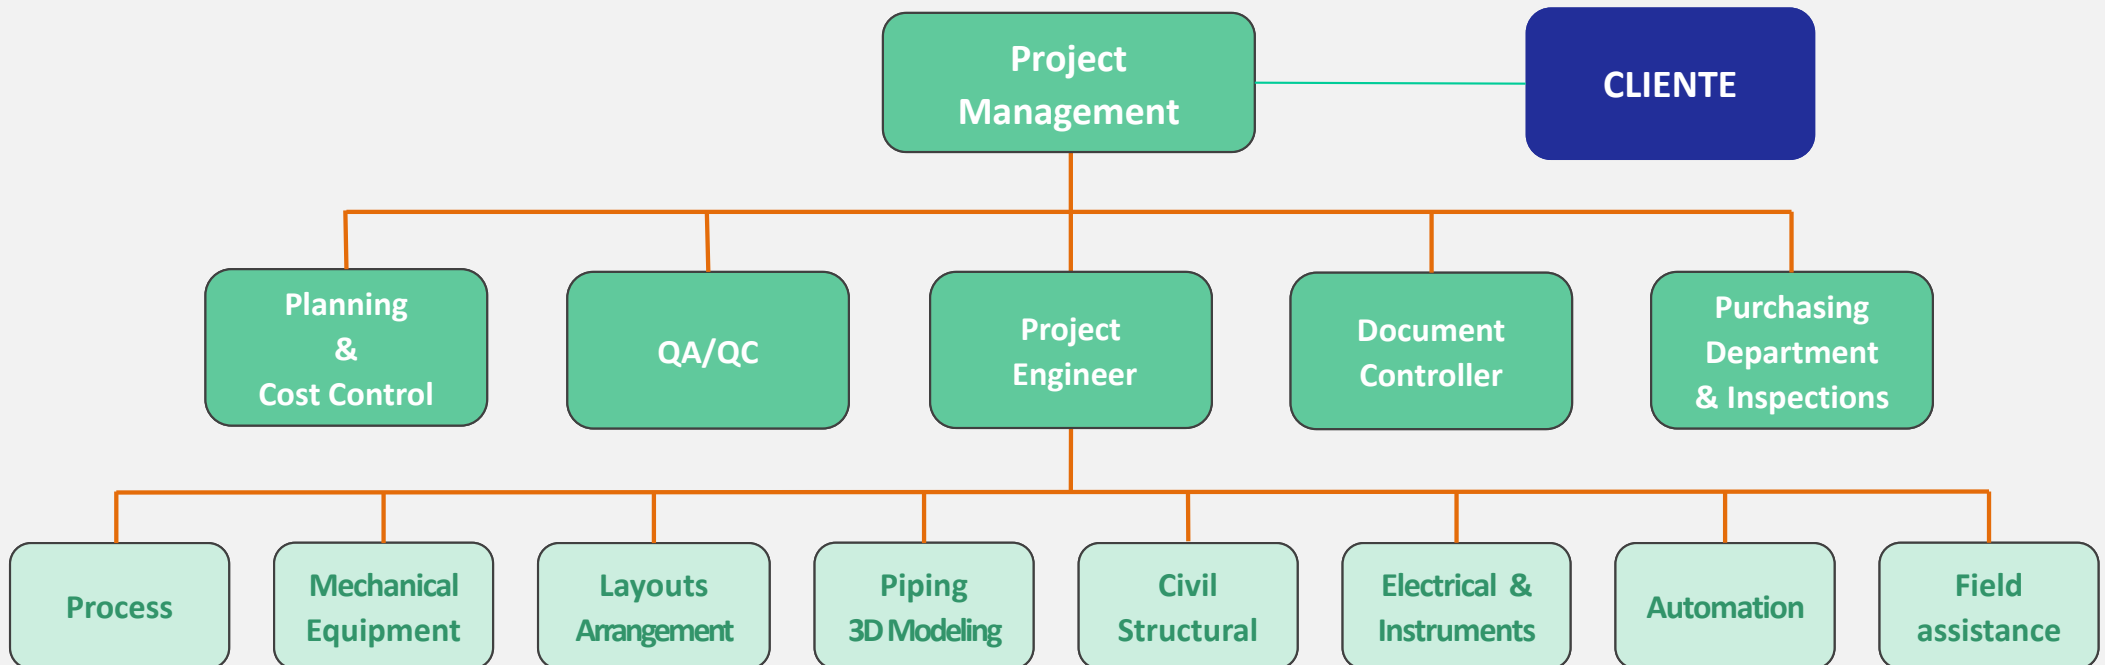 Project
Management
CLIENTE
Planning
&
Cost Control
QA/QC
Project
Engineer
Document
Controller
Purchasing
Department
& Inspections
Process
Mechanical
Equipment
Layouts
Arrangement
Piping
3D Modeling
Civil
Structural
Electrical &
Instruments
Automation
Field
assistance